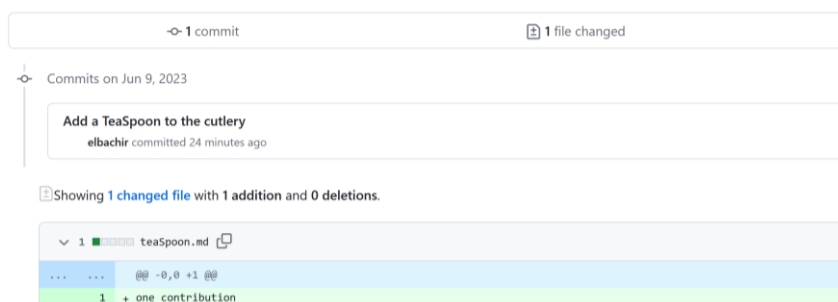 1 commit
1 file changed
Commits on Jun 9, 2023
Add a TeaSpoon to the cutlery
elbachir committed 24 minutes ago
Showing 1 changed file with 1 addition and 0 deletions.
1 teaSpoon.md
... ... @@ -0,0 +1 @@
1 + one contribution